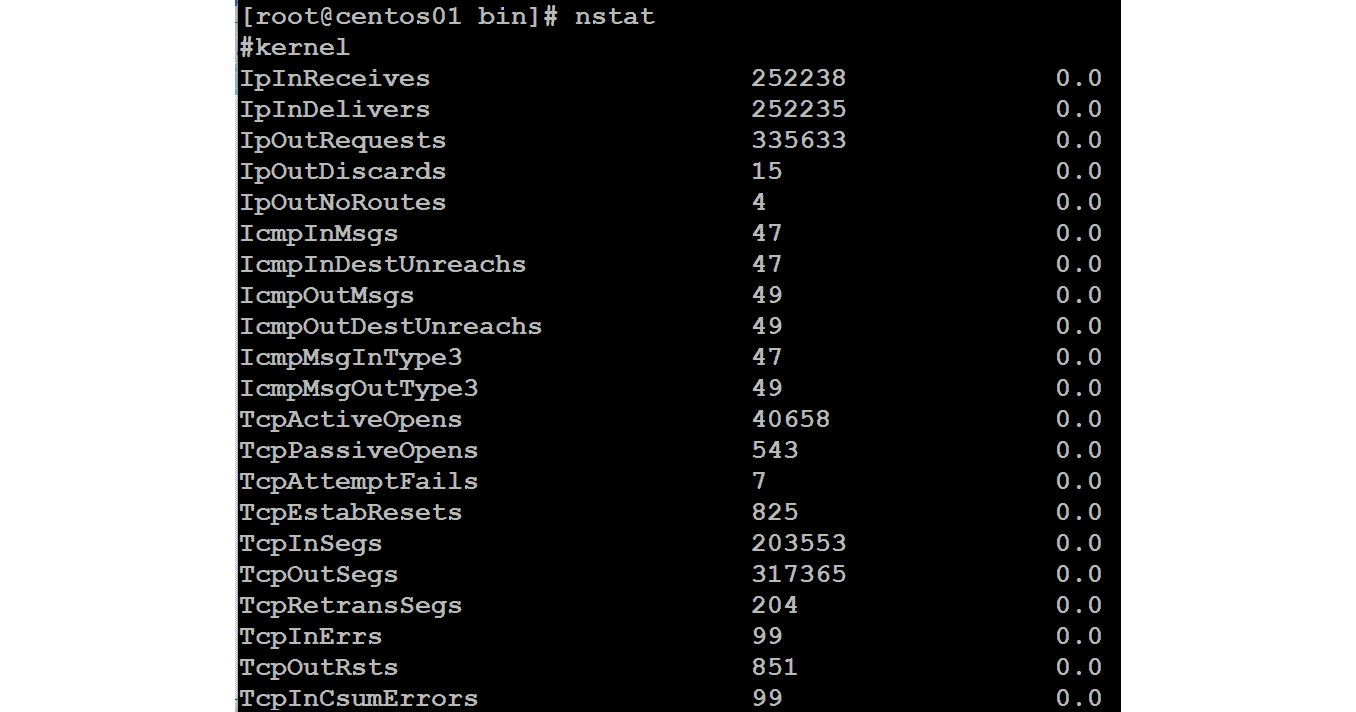 [root@centos01 bin]# nstat
#kernel
IpInReceives 252238 0.0
IpInDelivers 252235 0.0
IpOutRequests 335633 0.0
IpOutDiscards 15 0.0
IpOutNoRoutes 4 0.0
IcmpInMsgs 47 0.0
IcmpInDestUnreachs 47 0.0
IcmpOutMsgs 49 0.0
IcmpOutDestUnreachs 49 0.0
IcmpMsgInType3 47 0.0
IcmpMsgOutType3 49 0.0
TcpActiveOpens 40658 0.0
TcpPassiveOpens 543 0.0
TcpAttemptFails 7 0.0
TcpEstabResets 825 0.0
TcpInSegs 203553 0.0
TcpOutSegs 317365 0.0
TcpRetransSegs 204 0.0
TcpInErrs 99 0.0
TcpOutRsts 851 0.0
TcpInCsumErrors 99 0.0